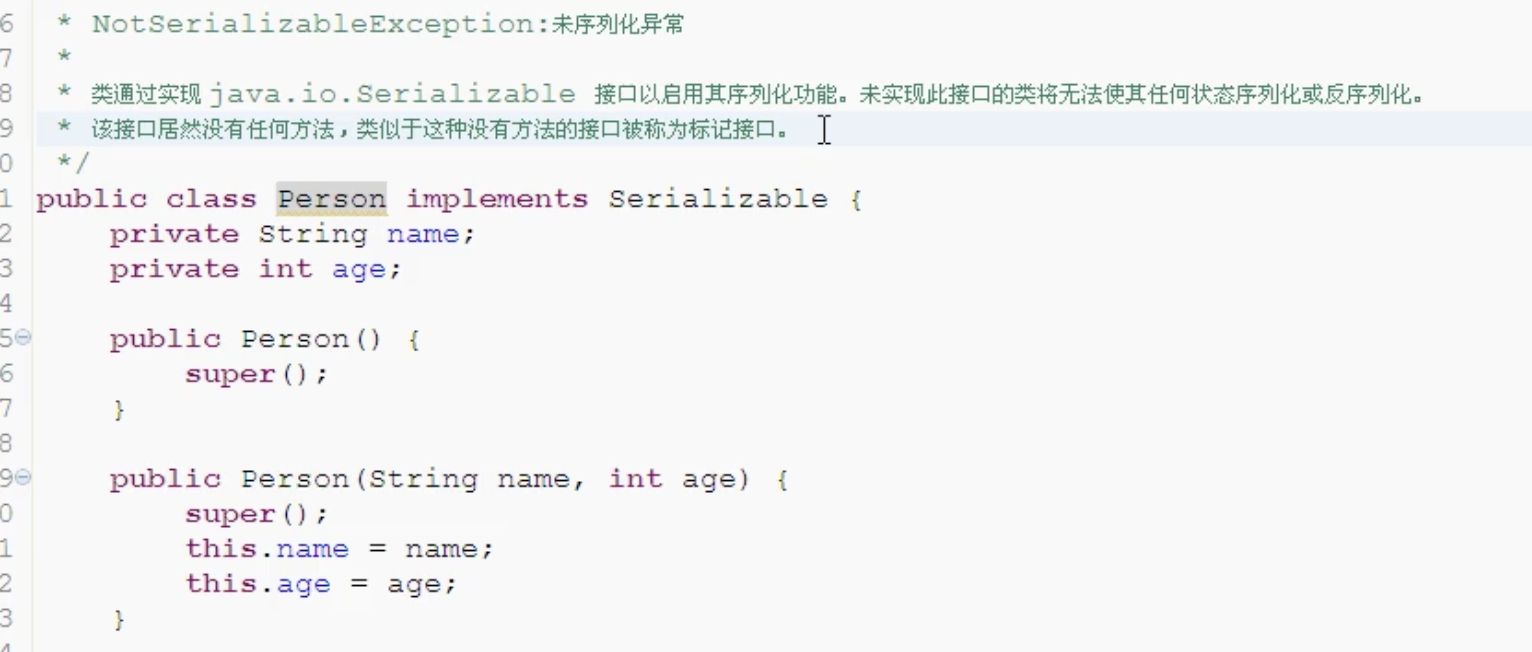 6 * NotSerializableException:未序列化异常
7 *
8 * 类通过实现 java.io.Serializable 接口以启用其序列化功能。未实现此接口的类将无法使其任何状态序列化或反序列化。
9 * 该接口居然没有任何方法，类似于这种没有方法的接口被称为标记接口。
0 */
1 public class Person implements Serializable {
2 private String name;
3 private int age;
4
5 public Person() {
6 super();
7 }
8
9 public Person(String name, int age) {
0 super();
1 this.name = name;
2 this.age = age;
3 }